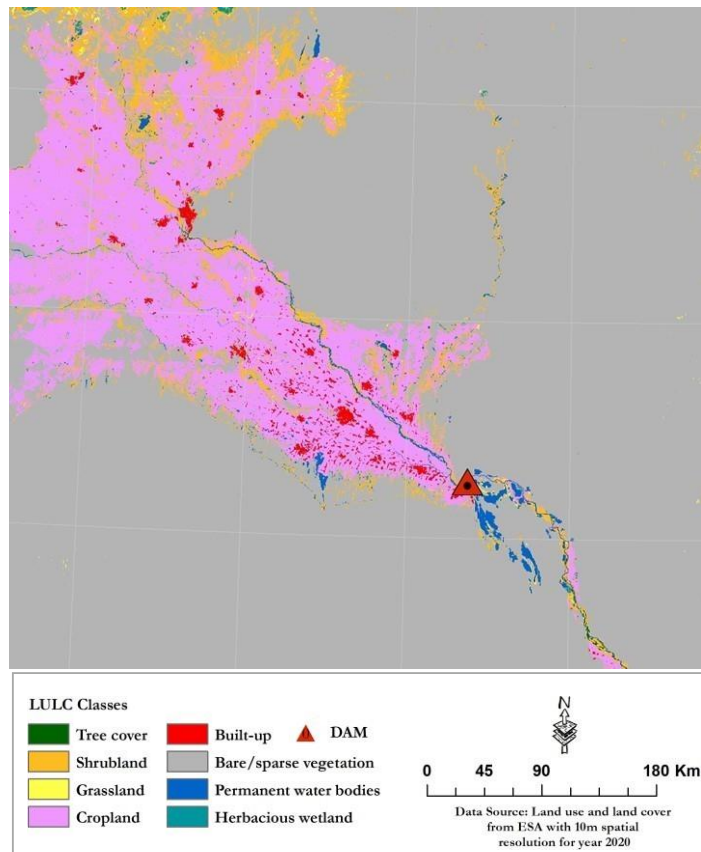 LULC Classes
Tree cover
Shrubland
Grassland
Cropland
Built-up
Bare/sparse vegetation
Permanent water bodies
Herbacious wetland
DAM
N
0 45 90 180 Km
Data Source: Land use and land cover
from ESA with 10m spatial
resolution for year 2020